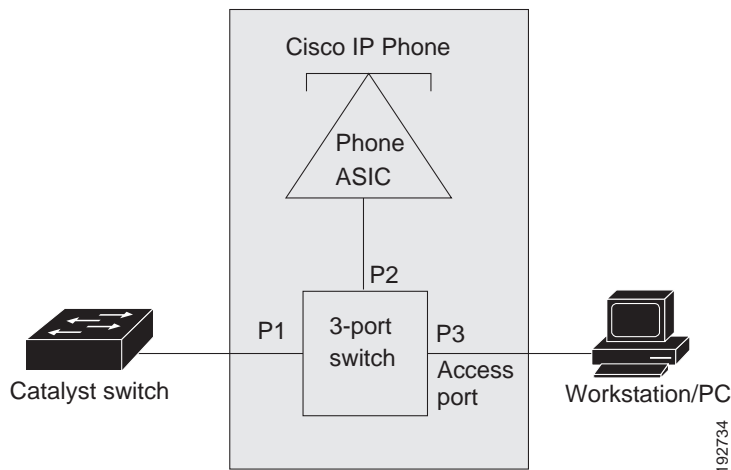 Cisco IP Phone
Phone
ASIC
P2
P1
3-port
switch
P3
Access
port
Catalyst switch
Workstation/PC
192734